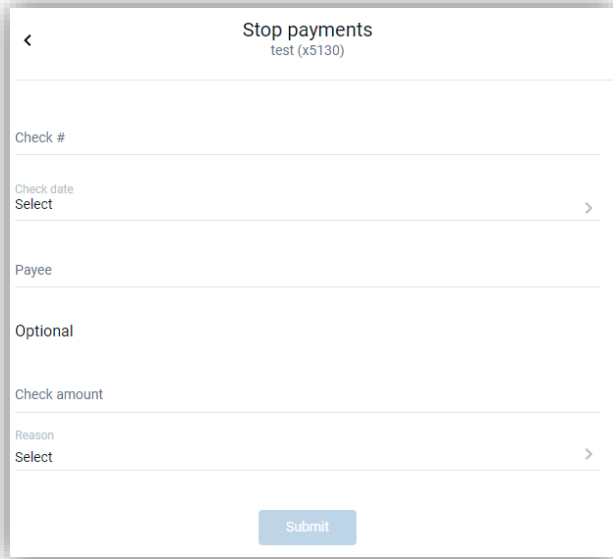 Stop payments
test (x5130)
Check #
Check date
Select
Payee
Optional
Check amount
Reason
Select
Submit